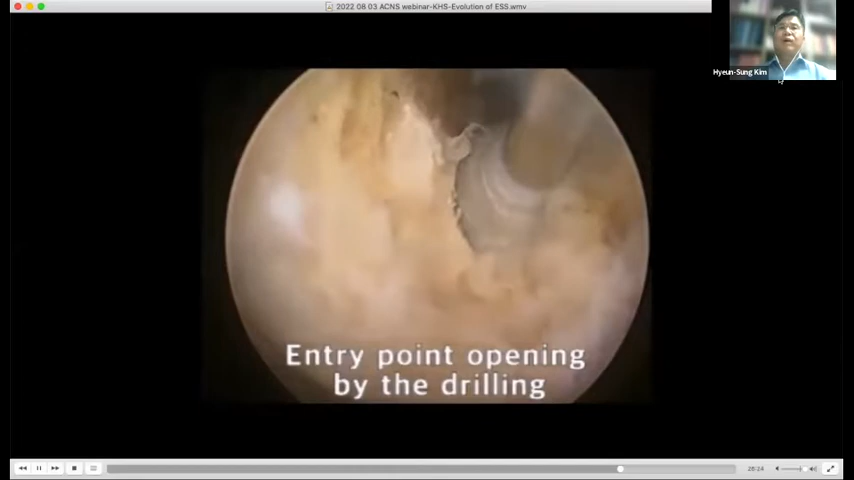 2022 08 03 ACNS webinar-KHS-Evolution of ESS.wmv
Hyeun-Sung Kim
Entry point opening
by the drilling
26:24